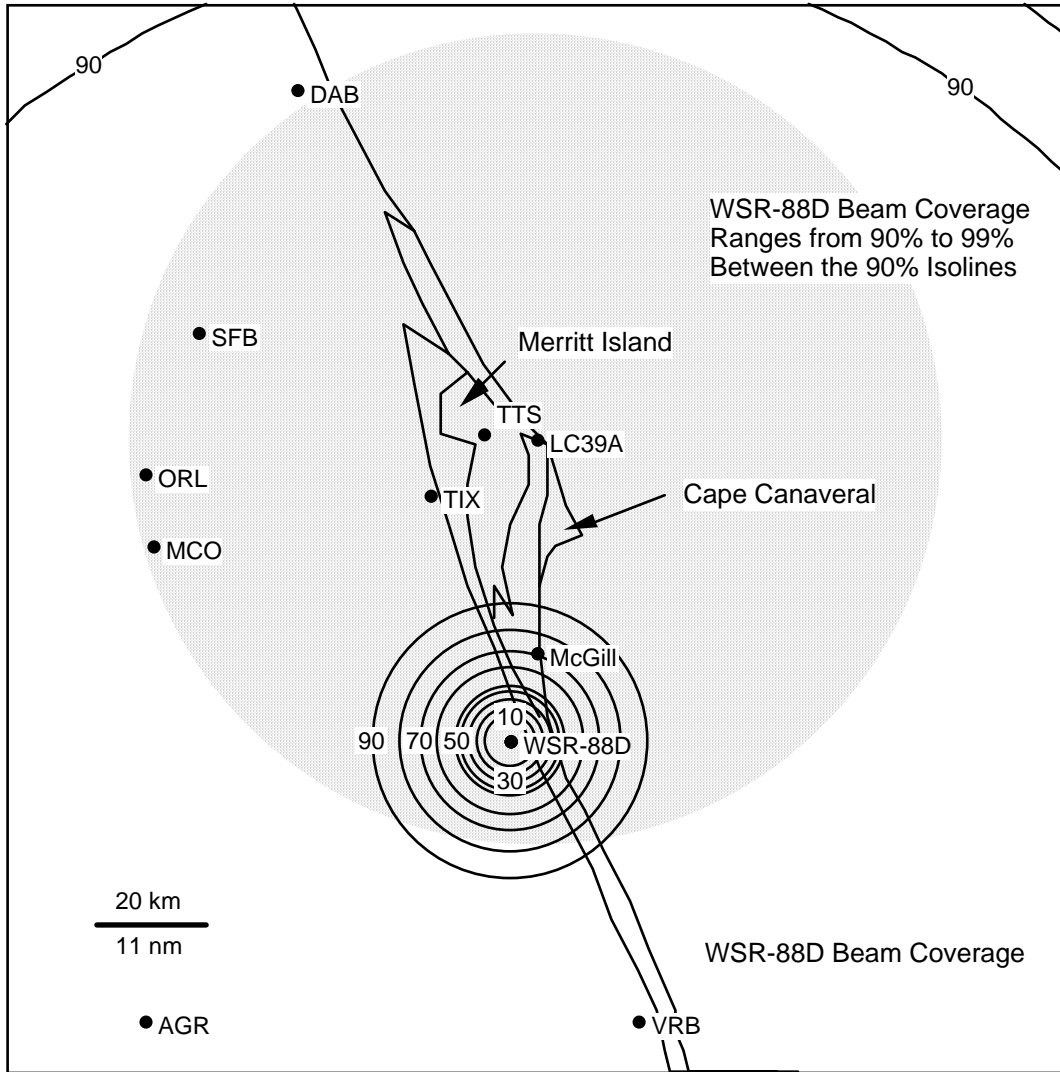 90
90
DAB
WSR-88D Beam Coverage
Ranges from 90% to 99%
Between the 90% Isolines
SFB
Merritt Island
TTS
LC39A
ORL
TIX
Cape Canaveral
MCO
McGill
10
90
70
50
WSR-88D
30
20 km
11 nm
WSR-88D Beam Coverage
AGR
VRB